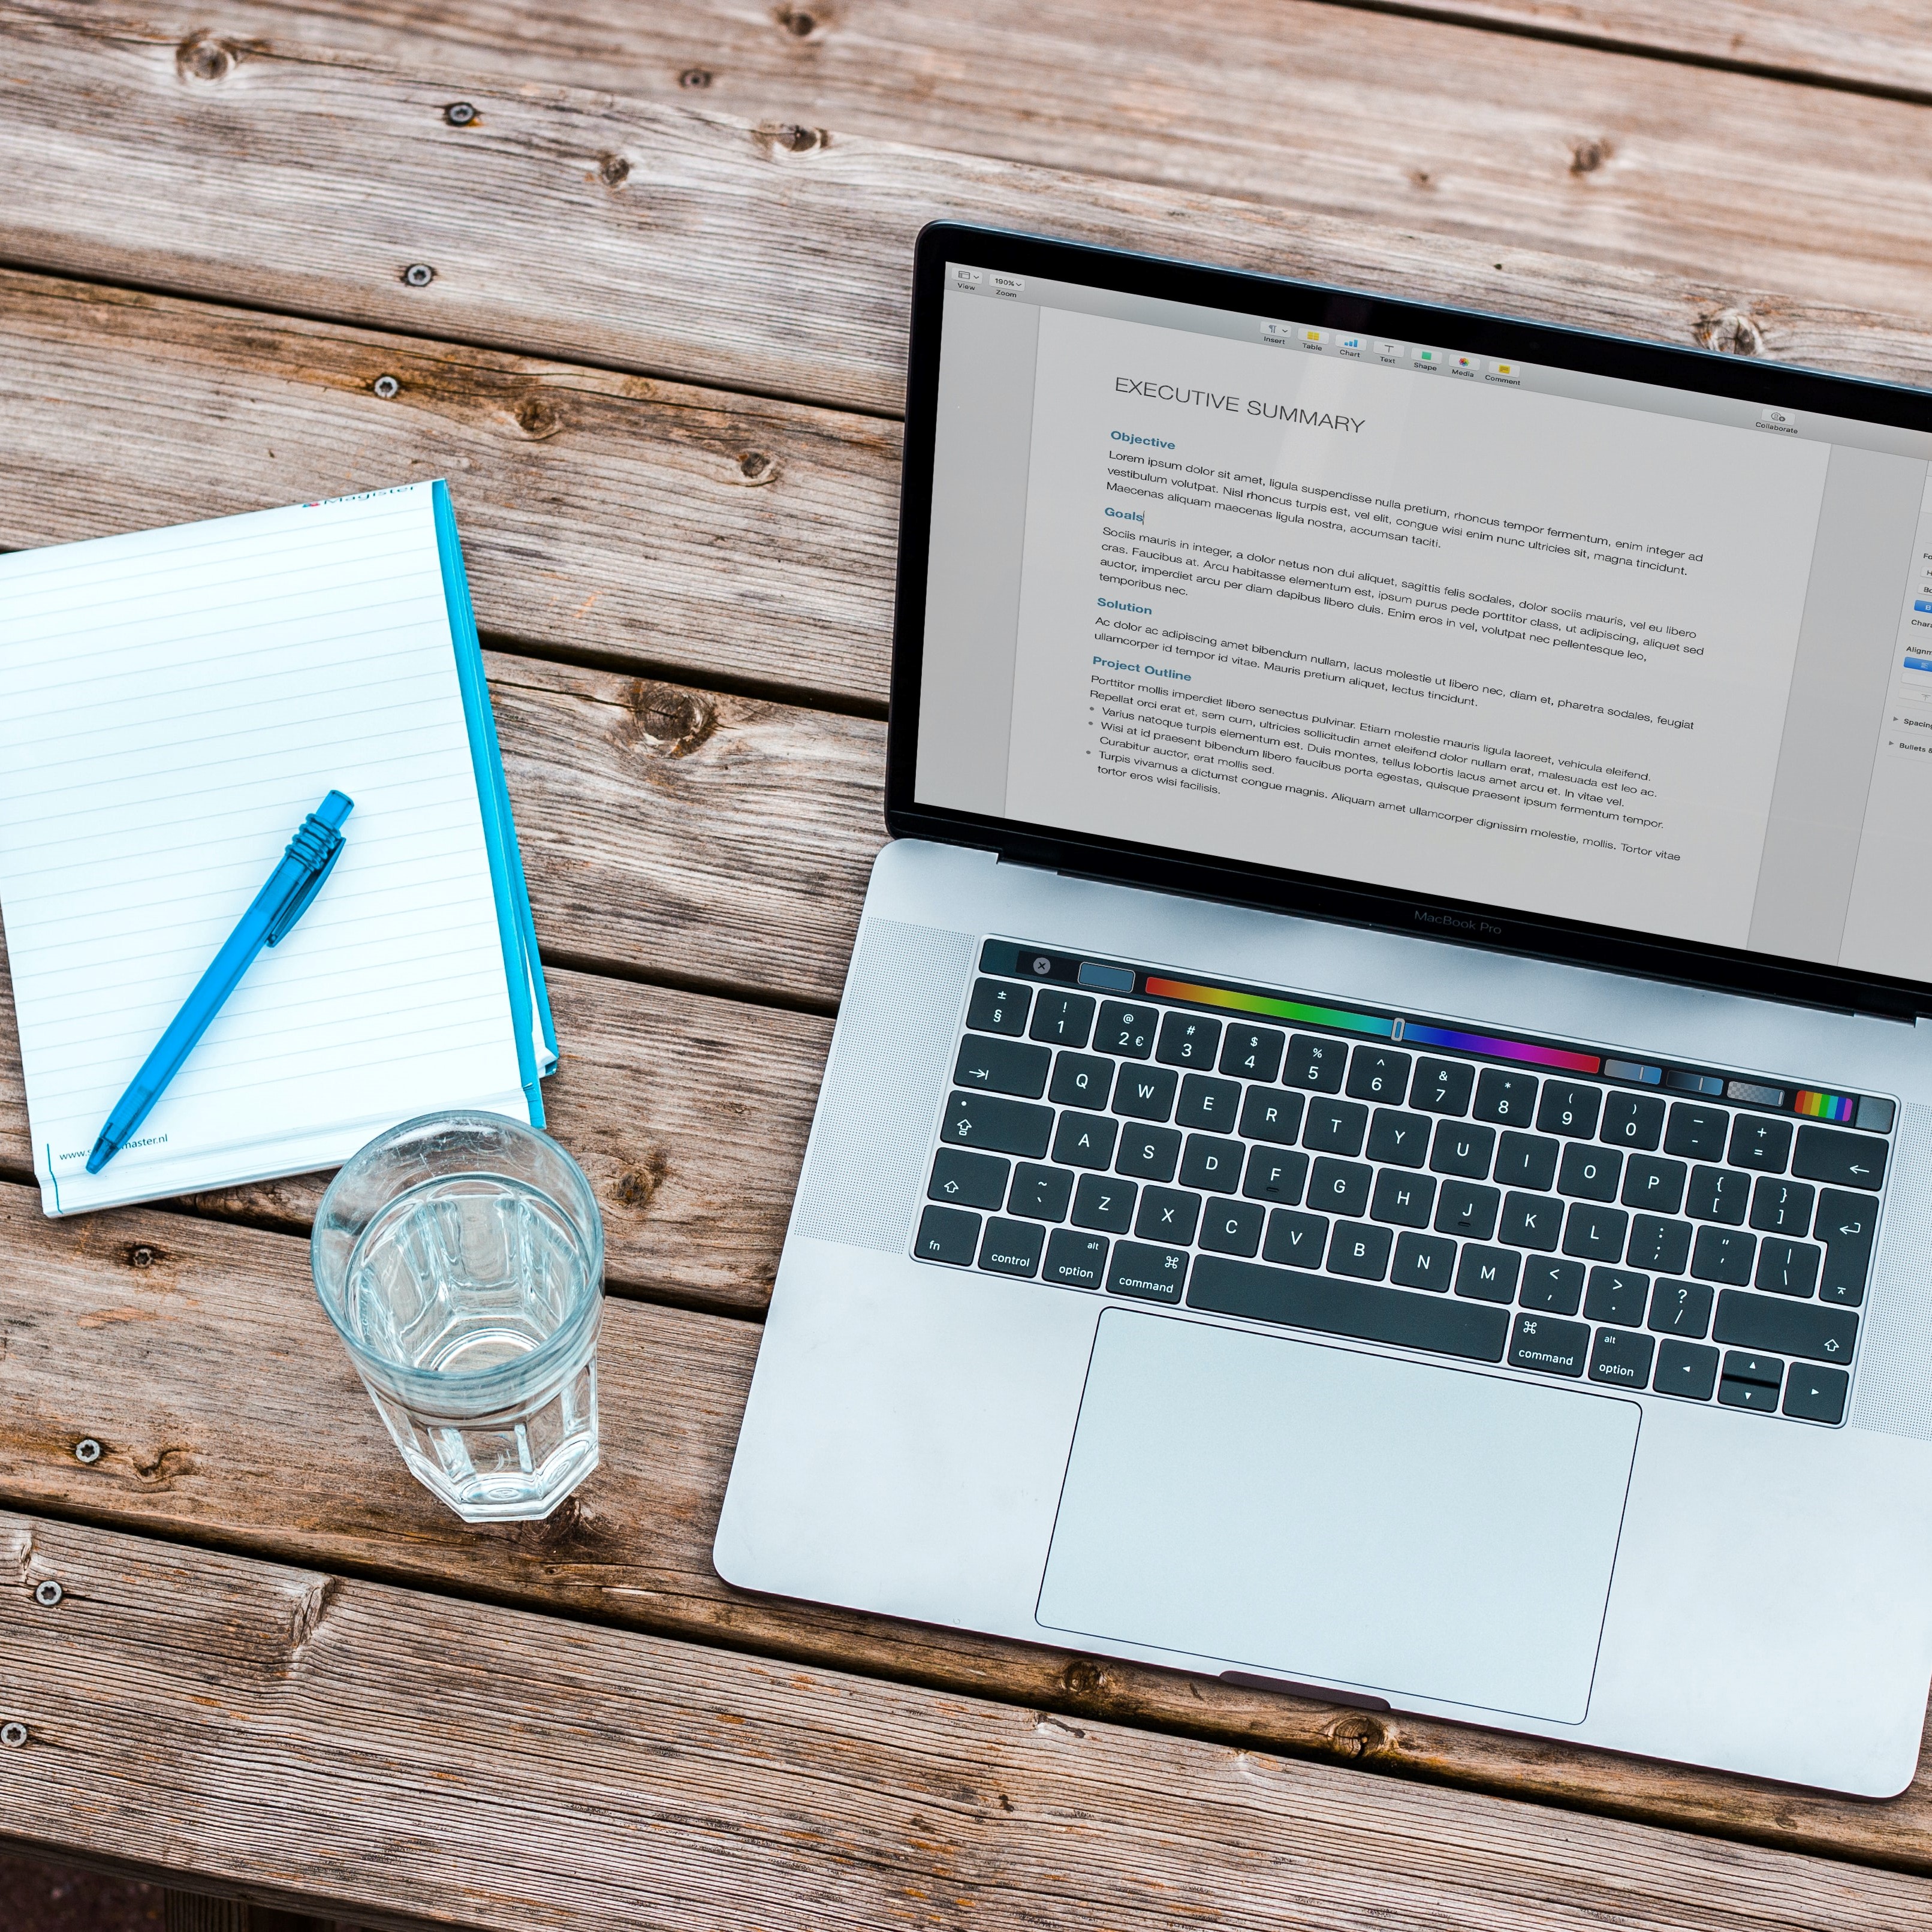 View
190%
Zoom
Insert
Table
Chart
Text
Shape
Media
Comment
Collaborate
EXECUTIVE SUMMARY
Objective
Lorem ipsum dolor sit amet, ligula suspendisse nulla pretium, rhoncus tempor fermentum, enim integer ad
vestibulum volutpat. Nisl rhoncus turpis est, vel elit, congue wisi enim nunc ultricies sit, magna tincidunt.
Maecenas aliquam maecenas ligula nostra, accumsan taciti.
Goals
Sociis mauris in integer, a dolor netus non dui aliquet, sagittis felis sodales, dolor sociis mauris, vel eu libero
cras. Faucibus at. Arcu habitasse elementum est, ipsum purus pede porttitor class, ut adipiscing, aliquet sed
auctor, imperdiet arcu per diam dapibus libero duis. Enim eros in vel, volutpat nec pellentesque leo,
temporibus nec.
Solution
Ac dolor ac adipiscing amet bibendum nullam, lacus molestie ut libero nec, diam et, pharetra sodales, feugiat
ullamcorper id tempor id vitae. Mauris pretium aliquet, lectus tincidunt.
Project Outline
Porttitor mollis imperdiet libero senectus pulvinar. Etiam molestie mauris ligula laoreet, vehicula eleifend.
Repellat orci erat et, sem cum, ultricies sollicitudin amet eleifend dolor nullam erat, malesuada est leo ac.
• Varius natoque turpis elementum est. Duis montes, tellus lobortis lacus amet arcu et. In vitae vel.
• Wisi at id praesent bibendum libero faucibus porta egestas, quisque praesent ipsum fermentum tempor.
Curabitur auctor, erat mollis sed.
• Turpis vivamus a dictumst congue magnis. Aliquam amet ullamcorper dignissim molestie, mollis. Tortor vitae
tortor eros wisi facilisis.
Spacing
Bullets
MacBook Pro
± § ! 1 @ 2 € # 3 $ 4 % 5 ^ 6 & 7 * 8 ( 9 ) 0 – - + =
Q W E R T Y U I O P { [ } ]
A S D F G H J K L : ; " ' | \
~ ` Z X C V B N M < , > . ? /
fn control alt option ⌘ command ⌘ command alt option
Magister
master.nl